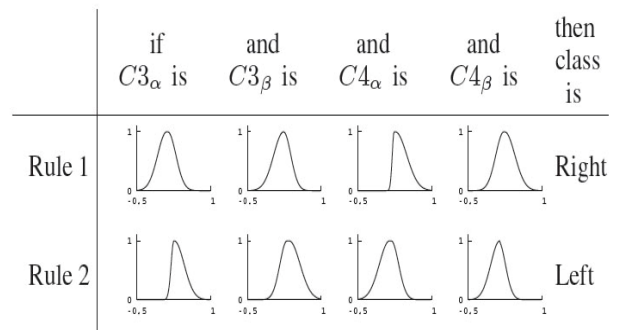 if and and and then
C3α is C3β is C4α is C4β is class is
Rule 1 Right
1 1 1 1
0 0 0 0
-0.5 1 -0.5 1 -0.5 1 -0.5 1
Rule 2 Left
1 1 1 1
0 0 0 0
-0.5 1 -0.5 1 -0.5 1 -0.5 1